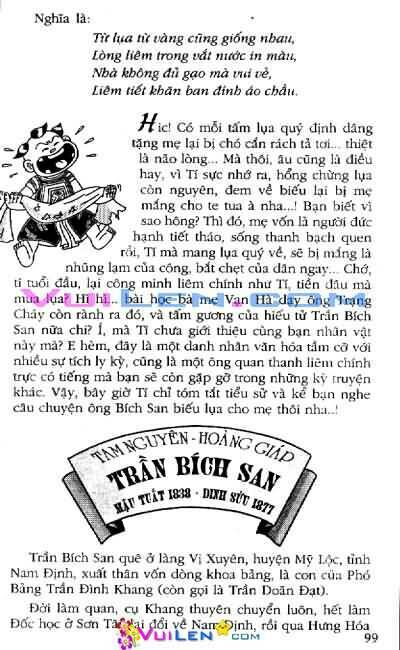 Nghĩa là:
Từ lụa từ vàng cũng giống nhau,
Lòng liêm trong vắt nước in màu,
Nhà không đủ gạo mà vui vẻ,
Liêm tiết khăn ban đính áo chầu.
Hic! Có mỗi tấm lụa quý định dâng
tặng mẹ lại bị chó cắn rách tả tơi... thiệt
là não lòng... Mà thôi, âu cũng là điều
hay, vì Tí sực nhớ ra, hổng chừng lụa
còn nguyên, đem về biếu lại bị mẹ
mắng cho te tua à nha...! Bạn biết vì
sao hông? Thì đó, mẹ vốn là người đức
hạnh tiết tháo, sống thanh bạch quen
rồi, Tí mà mang lụa quý về, sẽ bị mắng là
nhũng lạm của công, bắt chẹt của dân ngay... Chớ,
tí tuổi đầu, lại công minh liêm chính như Tí, tiền đâu mà
mua lụa? Hi hi... bài học bà mẹ Vạn Hà dạy ông Trọng
Chảy còn rành ra đó, và tấm gương của hiếu tử Trần Bích
San nữa chi? Í, mà Tí chưa giới thiệu cùng bạn nhân vật
này mà? E hèm, đây là một danh nhân văn hóa tầm cỡ với
nhiều sự tích ly kỳ, cũng là một ông quan thanh liêm chính
trực có tiếng mà bạn sẽ còn gặp gỡ trong những kỳ truyện
khác. Vậy, bây giờ Tí chỉ tóm tắt tiểu sử và kể bạn nghe
câu chuyện ông Bích San biếu lụa cho mẹ thôi nha..!
VuiLen.com
TAM NGUYÊN - HOÀNG GIÁP
TRẦN BÍCH SAN
MẬU TUẤT 1838 - ĐINH SỬU 1877
Trần Bích San quê ở làng Vị Xuyên, huyện Mỹ Lộc, tỉnh
Nam Định, xuất thân vốn dòng khoa bảng, là con của Phó
Bảng Trần Đình Khang (còn gọi là Trần Doãn Đạt).
Đời làm quan, cụ Khang thuyên chuyển luôn, hết làm
Đốc học ở Sơn Tây lại đổi về Nam Định, rồi qua Hưng Hóa
99
VuiLen.com